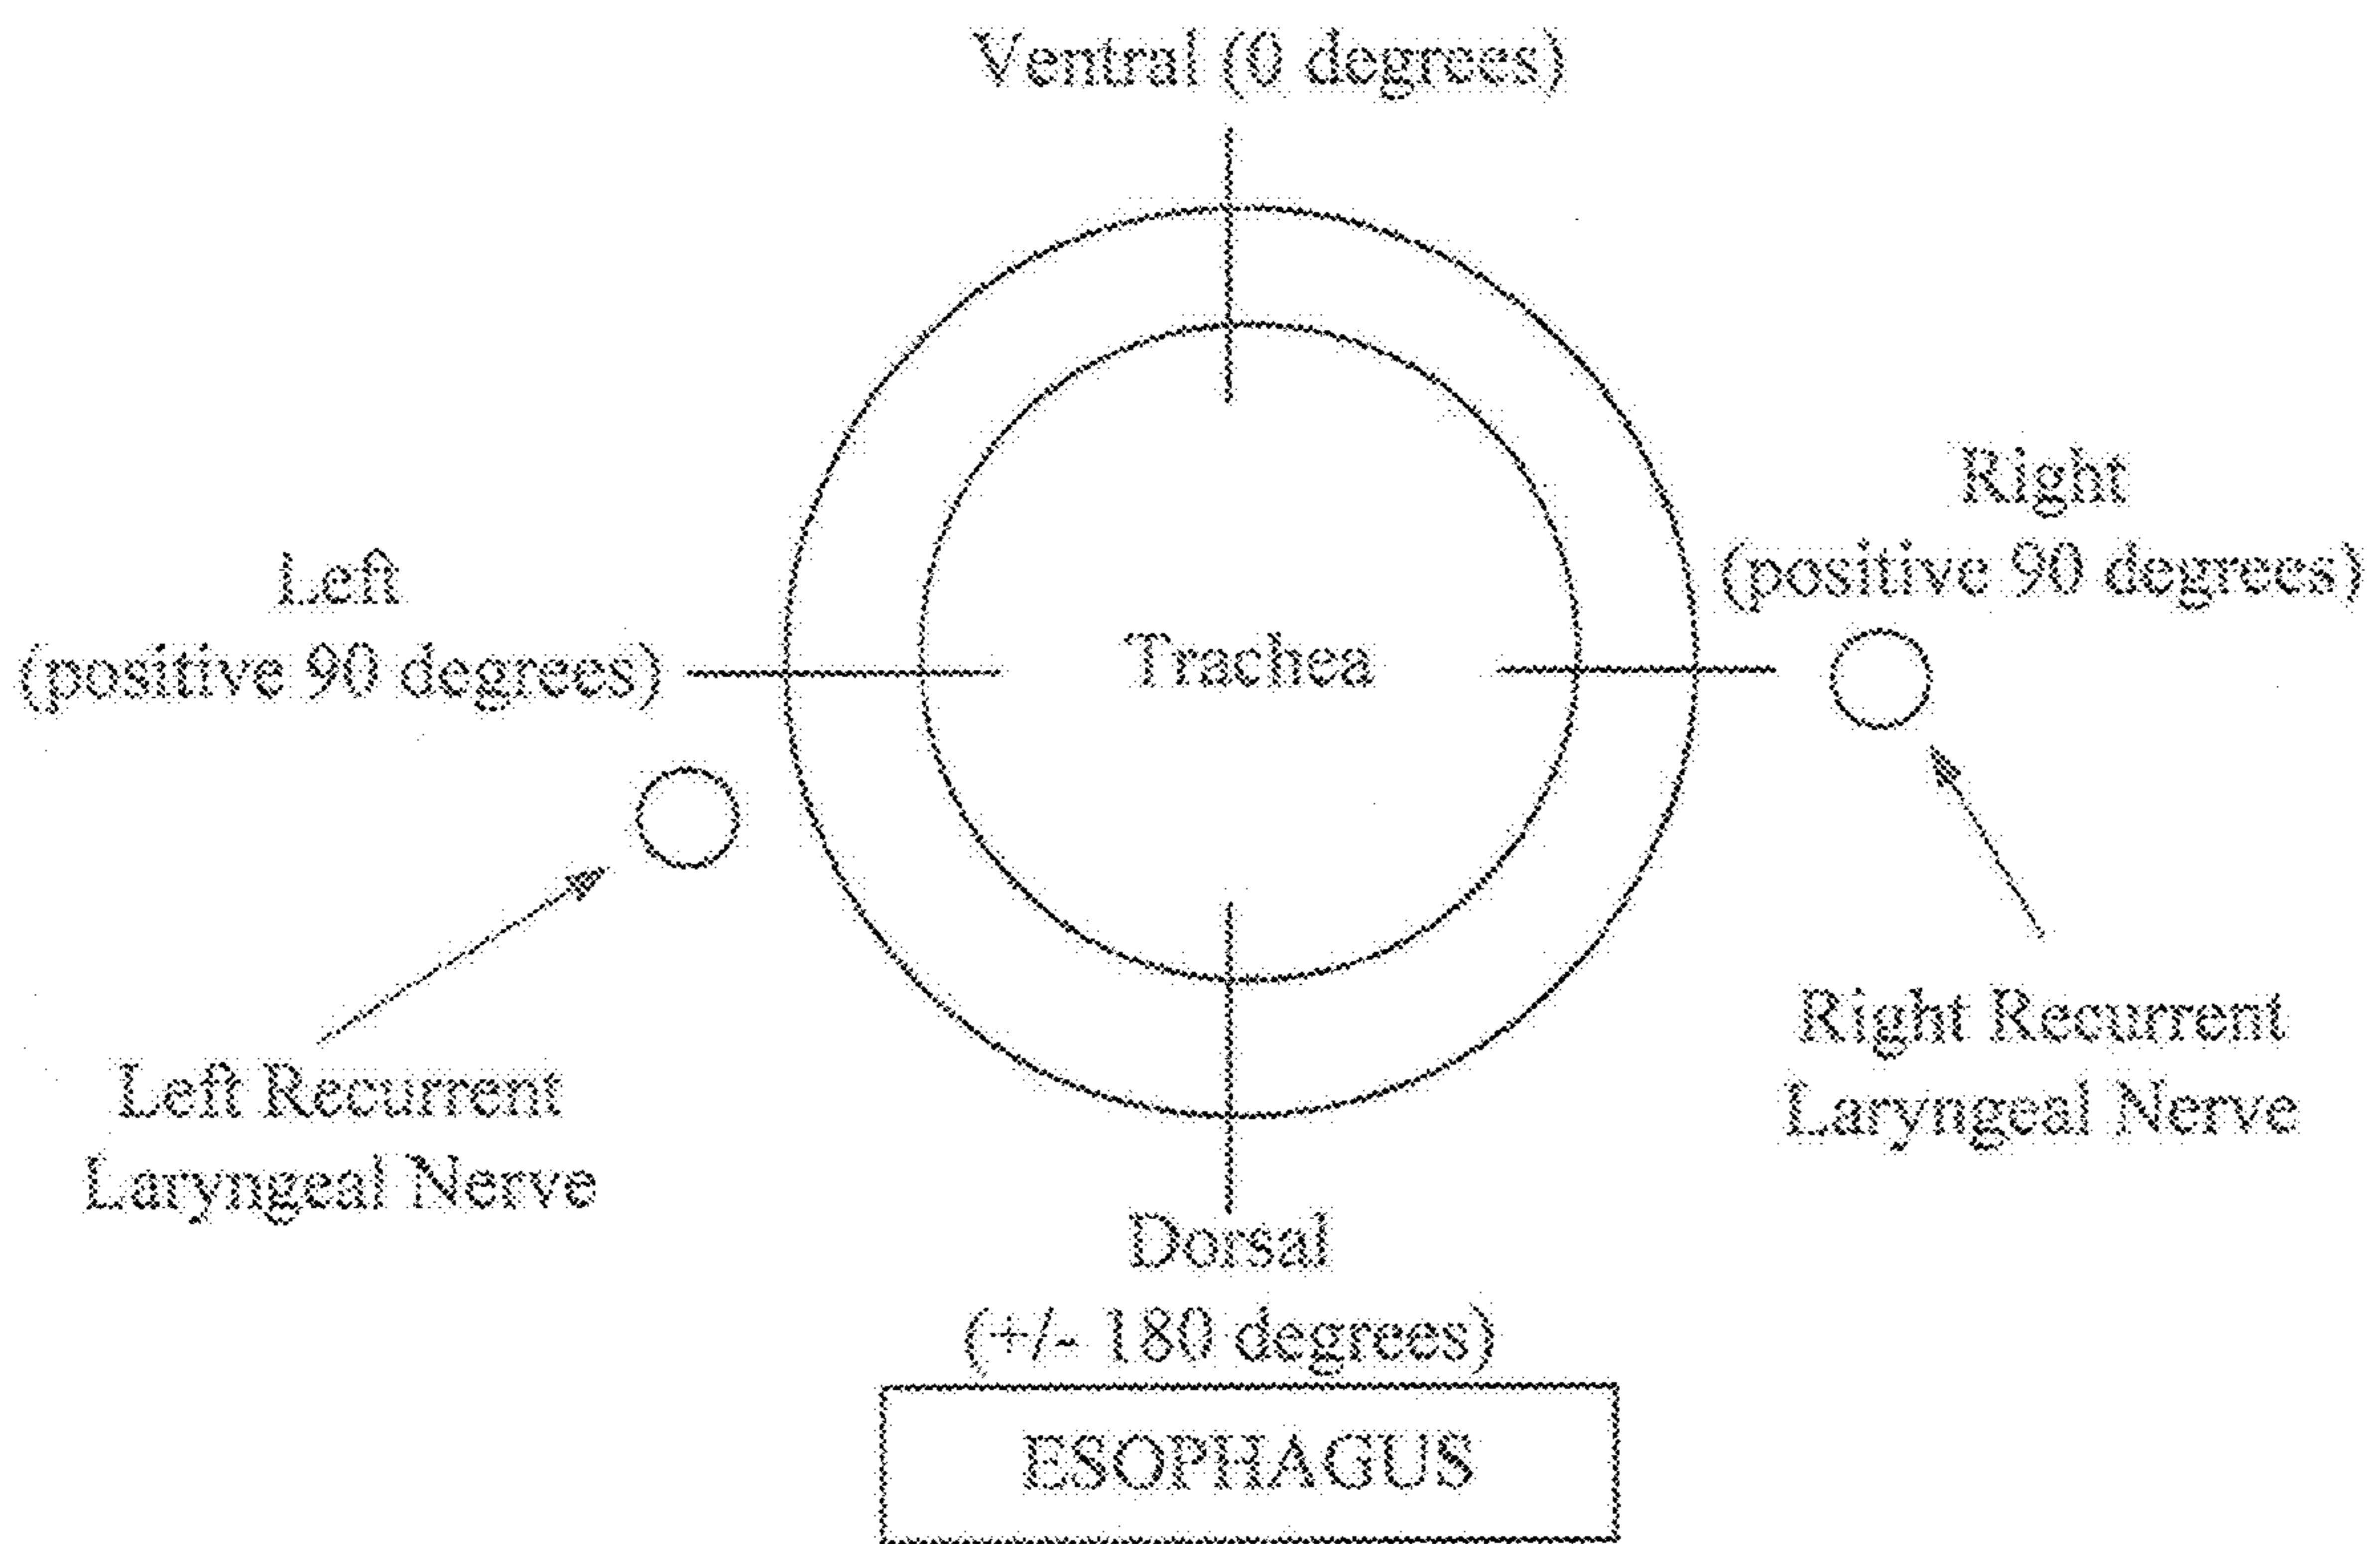 Ventral (0 degrees)
Left
(positive 90 degrees)
Trachea
Right
(positive 90 degrees)
Left Recurrent
Laryngeal Nerve
Right Recurrent
Laryngeal Nerve
Dorsal
(+/- 180 degrees)
ESOPHAGUS